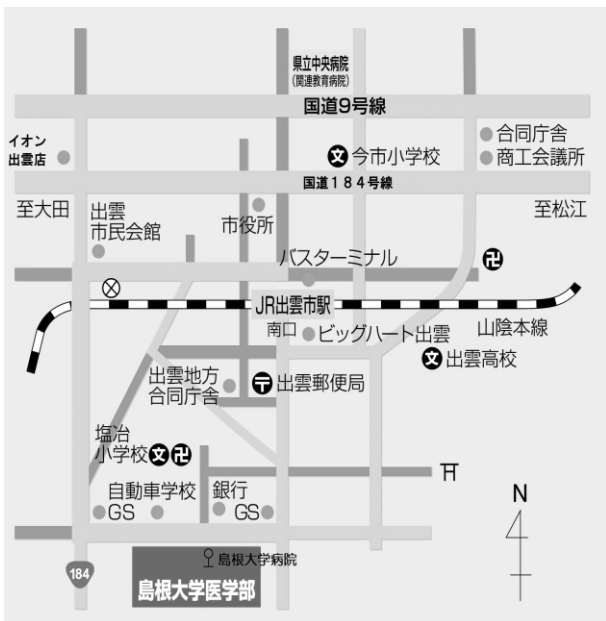 県立中央病院
(関連教育病院)
国道9号線
イオン
出雲店
合同庁舎
文
今市小学校
商工会議所
国道184号線
至大田
出雲
市民会館
市役所
至松江
バスターミナル
卍
JR出雲市駅
南口
ビッグハート出雲
山陰本線
文
出雲高校
出雲地方
合同庁舎
〒
出雲郵便局
塩冶
小学校
文
卍
自動車学校
銀行
GS
GS
N
島根大学病院
184
島根大学医学部